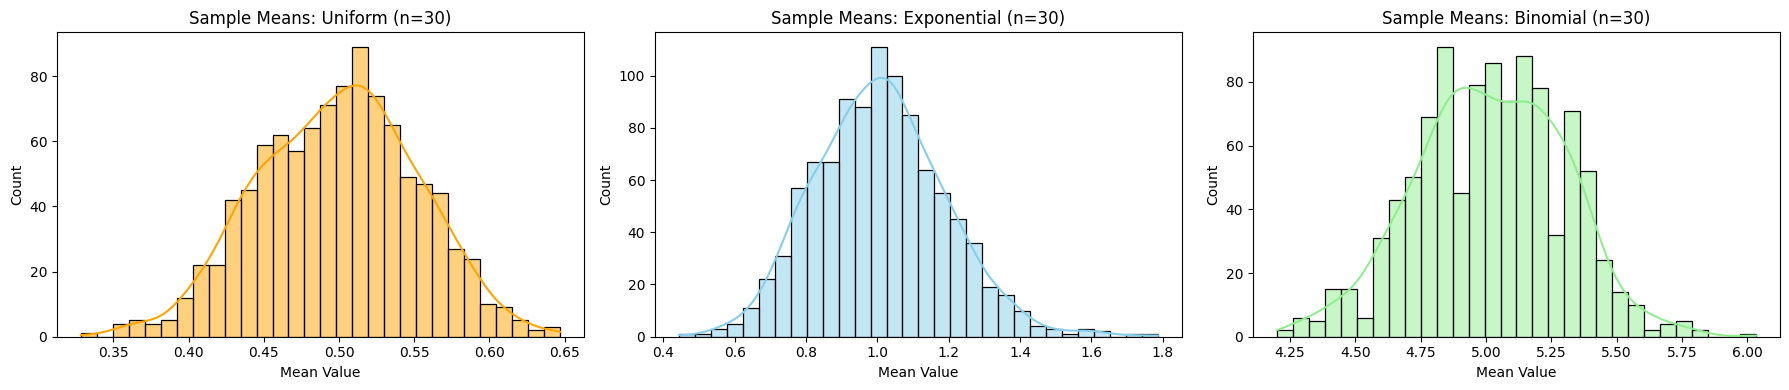 Sample Means: Uniform (n=30)
80
60
40
20
0
Count
0.35 0.40 0.45 0.50 0.55 0.60 0.65
Mean Value
Sample Means: Exponential (n=30)
100
80
60
40
20
0
Count
0.4 0.6 0.8 1.0 1.2 1.4 1.6 1.8
Mean Value
Sample Means: Binomial (n=30)
80
60
40
20
0
Count
4.25 4.50 4.75 5.00 5.25 5.50 5.75 6.00
Mean Value